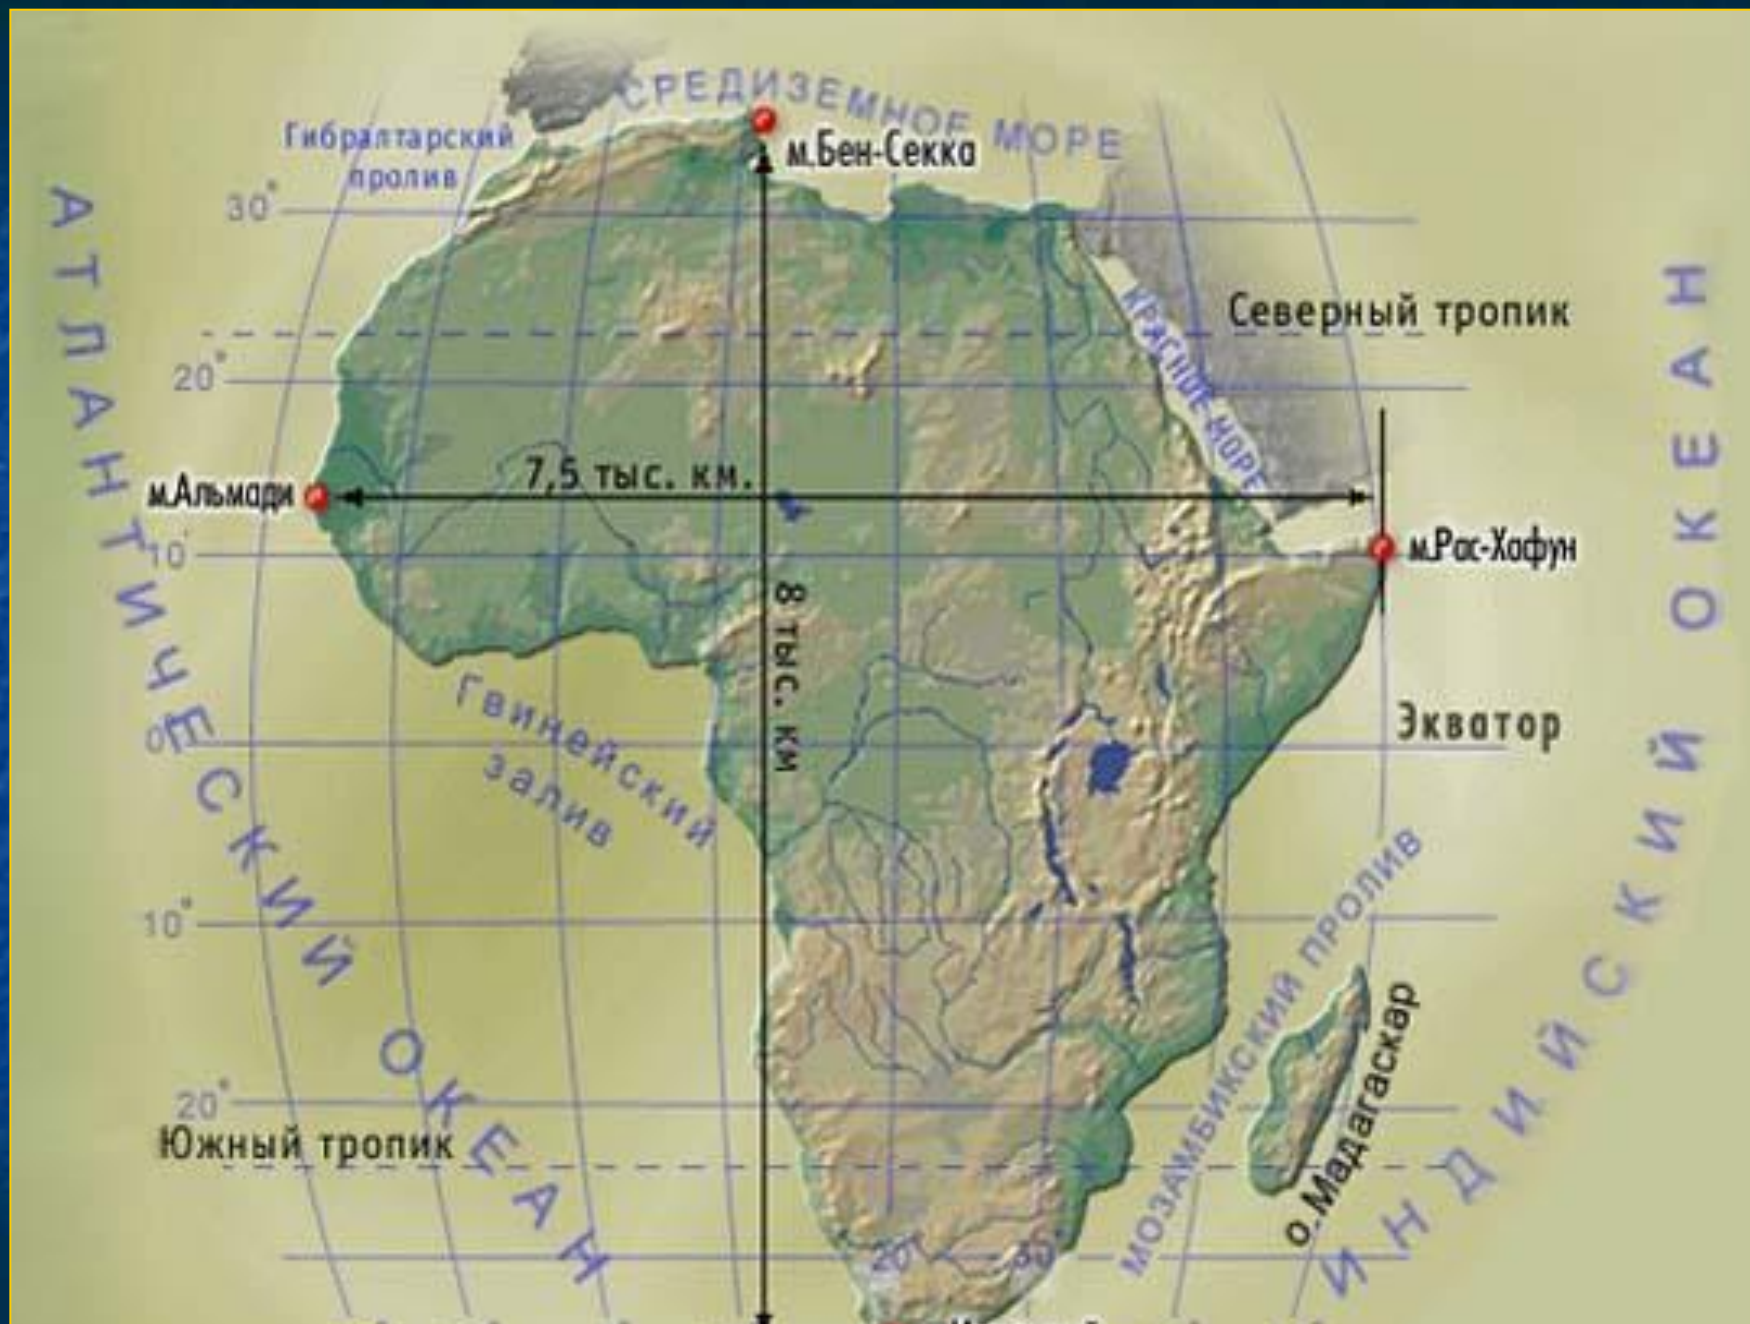 СРЕДИЗЕМНОЕ МОРЕ
Гибралтарский
пролив
м.Бен-Секка
30°
АТЛАНТИЧЕСКИЙ ОКЕАН
Северный тропик
КРАСНОЕ МОРЕ
20°
7,5 тыс. км.
м.Альмади
10°
м.Рас-Хафун
8 тыс. км
ИНДИЙСКИЙ ОКЕАН
Гвинейский
залив
Экватор
0°
МОЗАМБИКСКИЙ ПРОЛИВ
10°
о.Мадагаскар
20°
Южный тропик
20°
30°